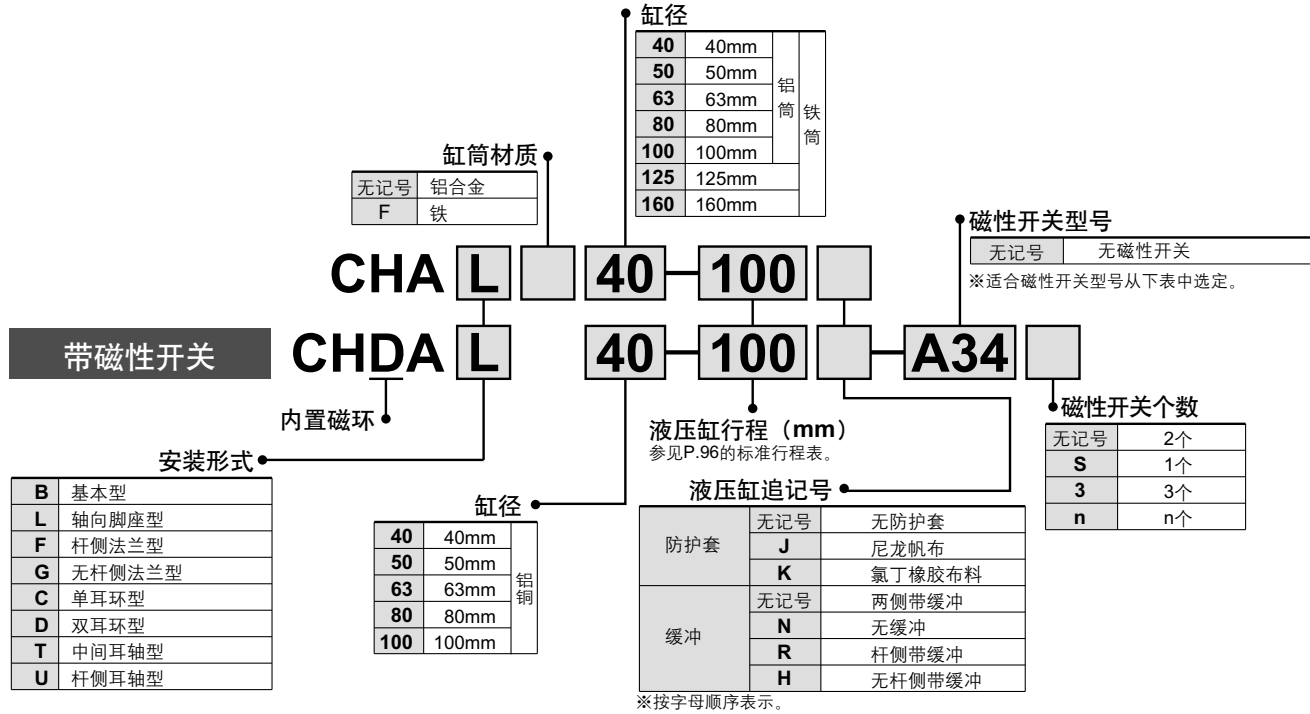 缸径
40 40mm
50 50mm
63 63mm
80 80mm
100 100mm
125 125mm
160 160mm
铝筒
铁筒
缸筒材质
无记号 铝合金
F 铁
磁性开关型号
无记号 无磁性开关
※适合磁性开关型号从下表中选定。
CHA L 40-100
带磁性开关
CHDA L 40-100-A34
内置磁环
液压缸行程（mm）
参见P.96的标准行程表。
磁性开关个数
无记号 2个
S 1个
3 3个
n n个
安装形式
B 基本型
L 轴向脚座型
F 杆侧法兰型
G 无杆侧法兰型
C 单耳环型
D 双耳环型
T 中间耳轴型
U 杆侧耳轴型
缸径
40 40mm
50 50mm
63 63mm
80 80mm
100 100mm
铝铜
液压缸追记号
防护套
无记号 无防护套
J 尼龙帆布
K 氯丁橡胶布料
缓冲
无记号 两侧带缓冲
N 无缓冲
R 杆侧带缓冲
H 无杆侧带缓冲
※按字母顺序表示。